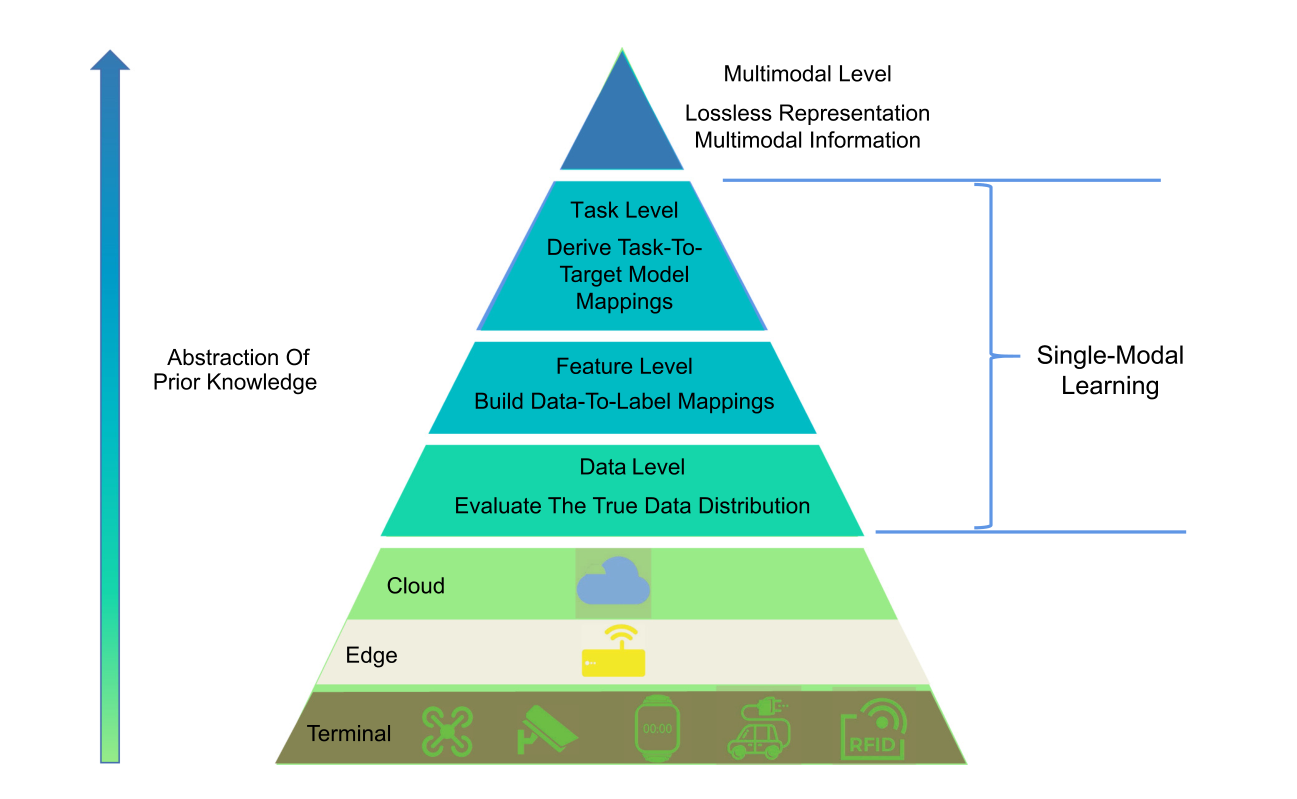 Multimodal Level
Lossless Representation
Multimodal Information
Task Level
Derive Task-To-
Target Model
Mappings
Abstraction Of
Prior Knowledge
Feature Level
Build Data-To-Label Mappings
Single-Modal
Learning
Data Level
Evaluate The True Data Distribution
Cloud
Edge
Terminal
00:00
RFID